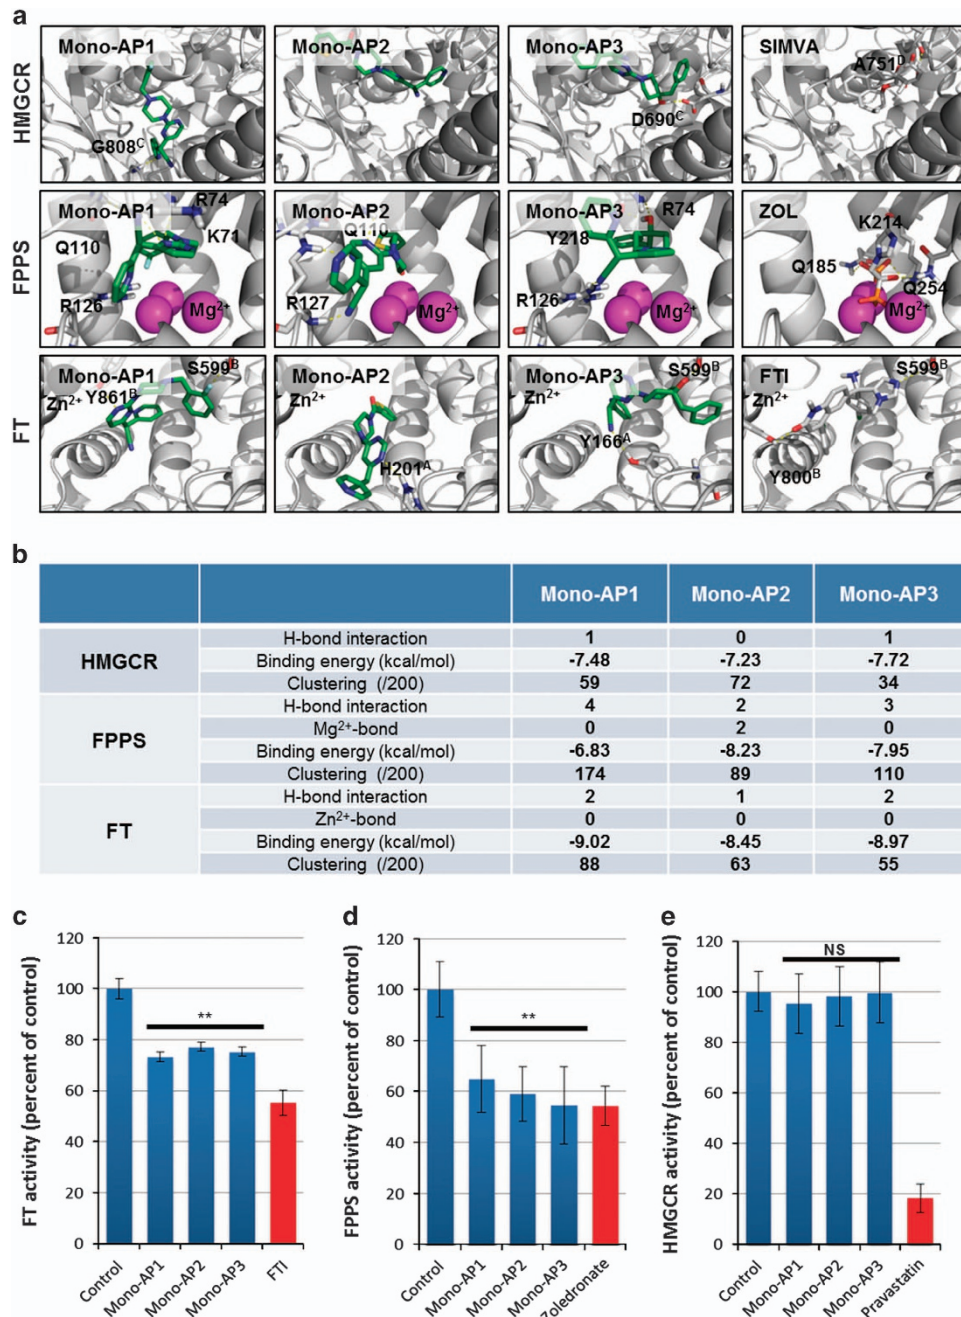 a
HMGCR
Mono-AP1
G808C
Mono-AP2
Mono-AP3
D690C
SIMVA
A751D
FPPS
Mono-AP1
R74
K71
Q110
R126
Mg2+
Mono-AP2
Q110
R127
Mg2+
Mono-AP3
R74
Y218
R126
Mg2+
ZOL
K214
Q185
Q254
Mg2+
FT
Mono-AP1
S599B
Zn2+ Y861B
Mono-AP2
Zn2+
H201A
Mono-AP3
S599B
Zn2+
Y166A
FTI
S599B
Zn2+
Y800B
b
Mono-AP1 Mono-AP2 Mono-AP3
HMGCR
H-bond interaction 1 0 1
Binding energy (kcal/mol) -7.48 -7.23 -7.72
Clustering (/200) 59 72 34
FPPS
H-bond interaction 4 2 3
Mg2+-bond 0 2 0
Binding energy (kcal/mol) -6.83 -8.23 -7.95
Clustering (/200) 174 89 110
FT
H-bond interaction 2 1 2
Zn2+-bond 0 0 0
Binding energy (kcal/mol) -9.02 -8.45 -8.97
Clustering (/200) 88 63 55
c
FT activity (percent of control)
120
100
80
60
40
20
0
**
Control
Mono-AP1
Mono-AP2
Mono-AP3
FTI
d
FPPS activity (percent of control)
120
100
80
60
40
20
0
**
Control
Mono-AP1
Mono-AP2
Mono-AP3
Zoledronate
e
HMGCR activity (percent of control)
120
100
80
60
40
20
0
NS
Control
Mono-AP1
Mono-AP2
Mono-AP3
Pravastatin